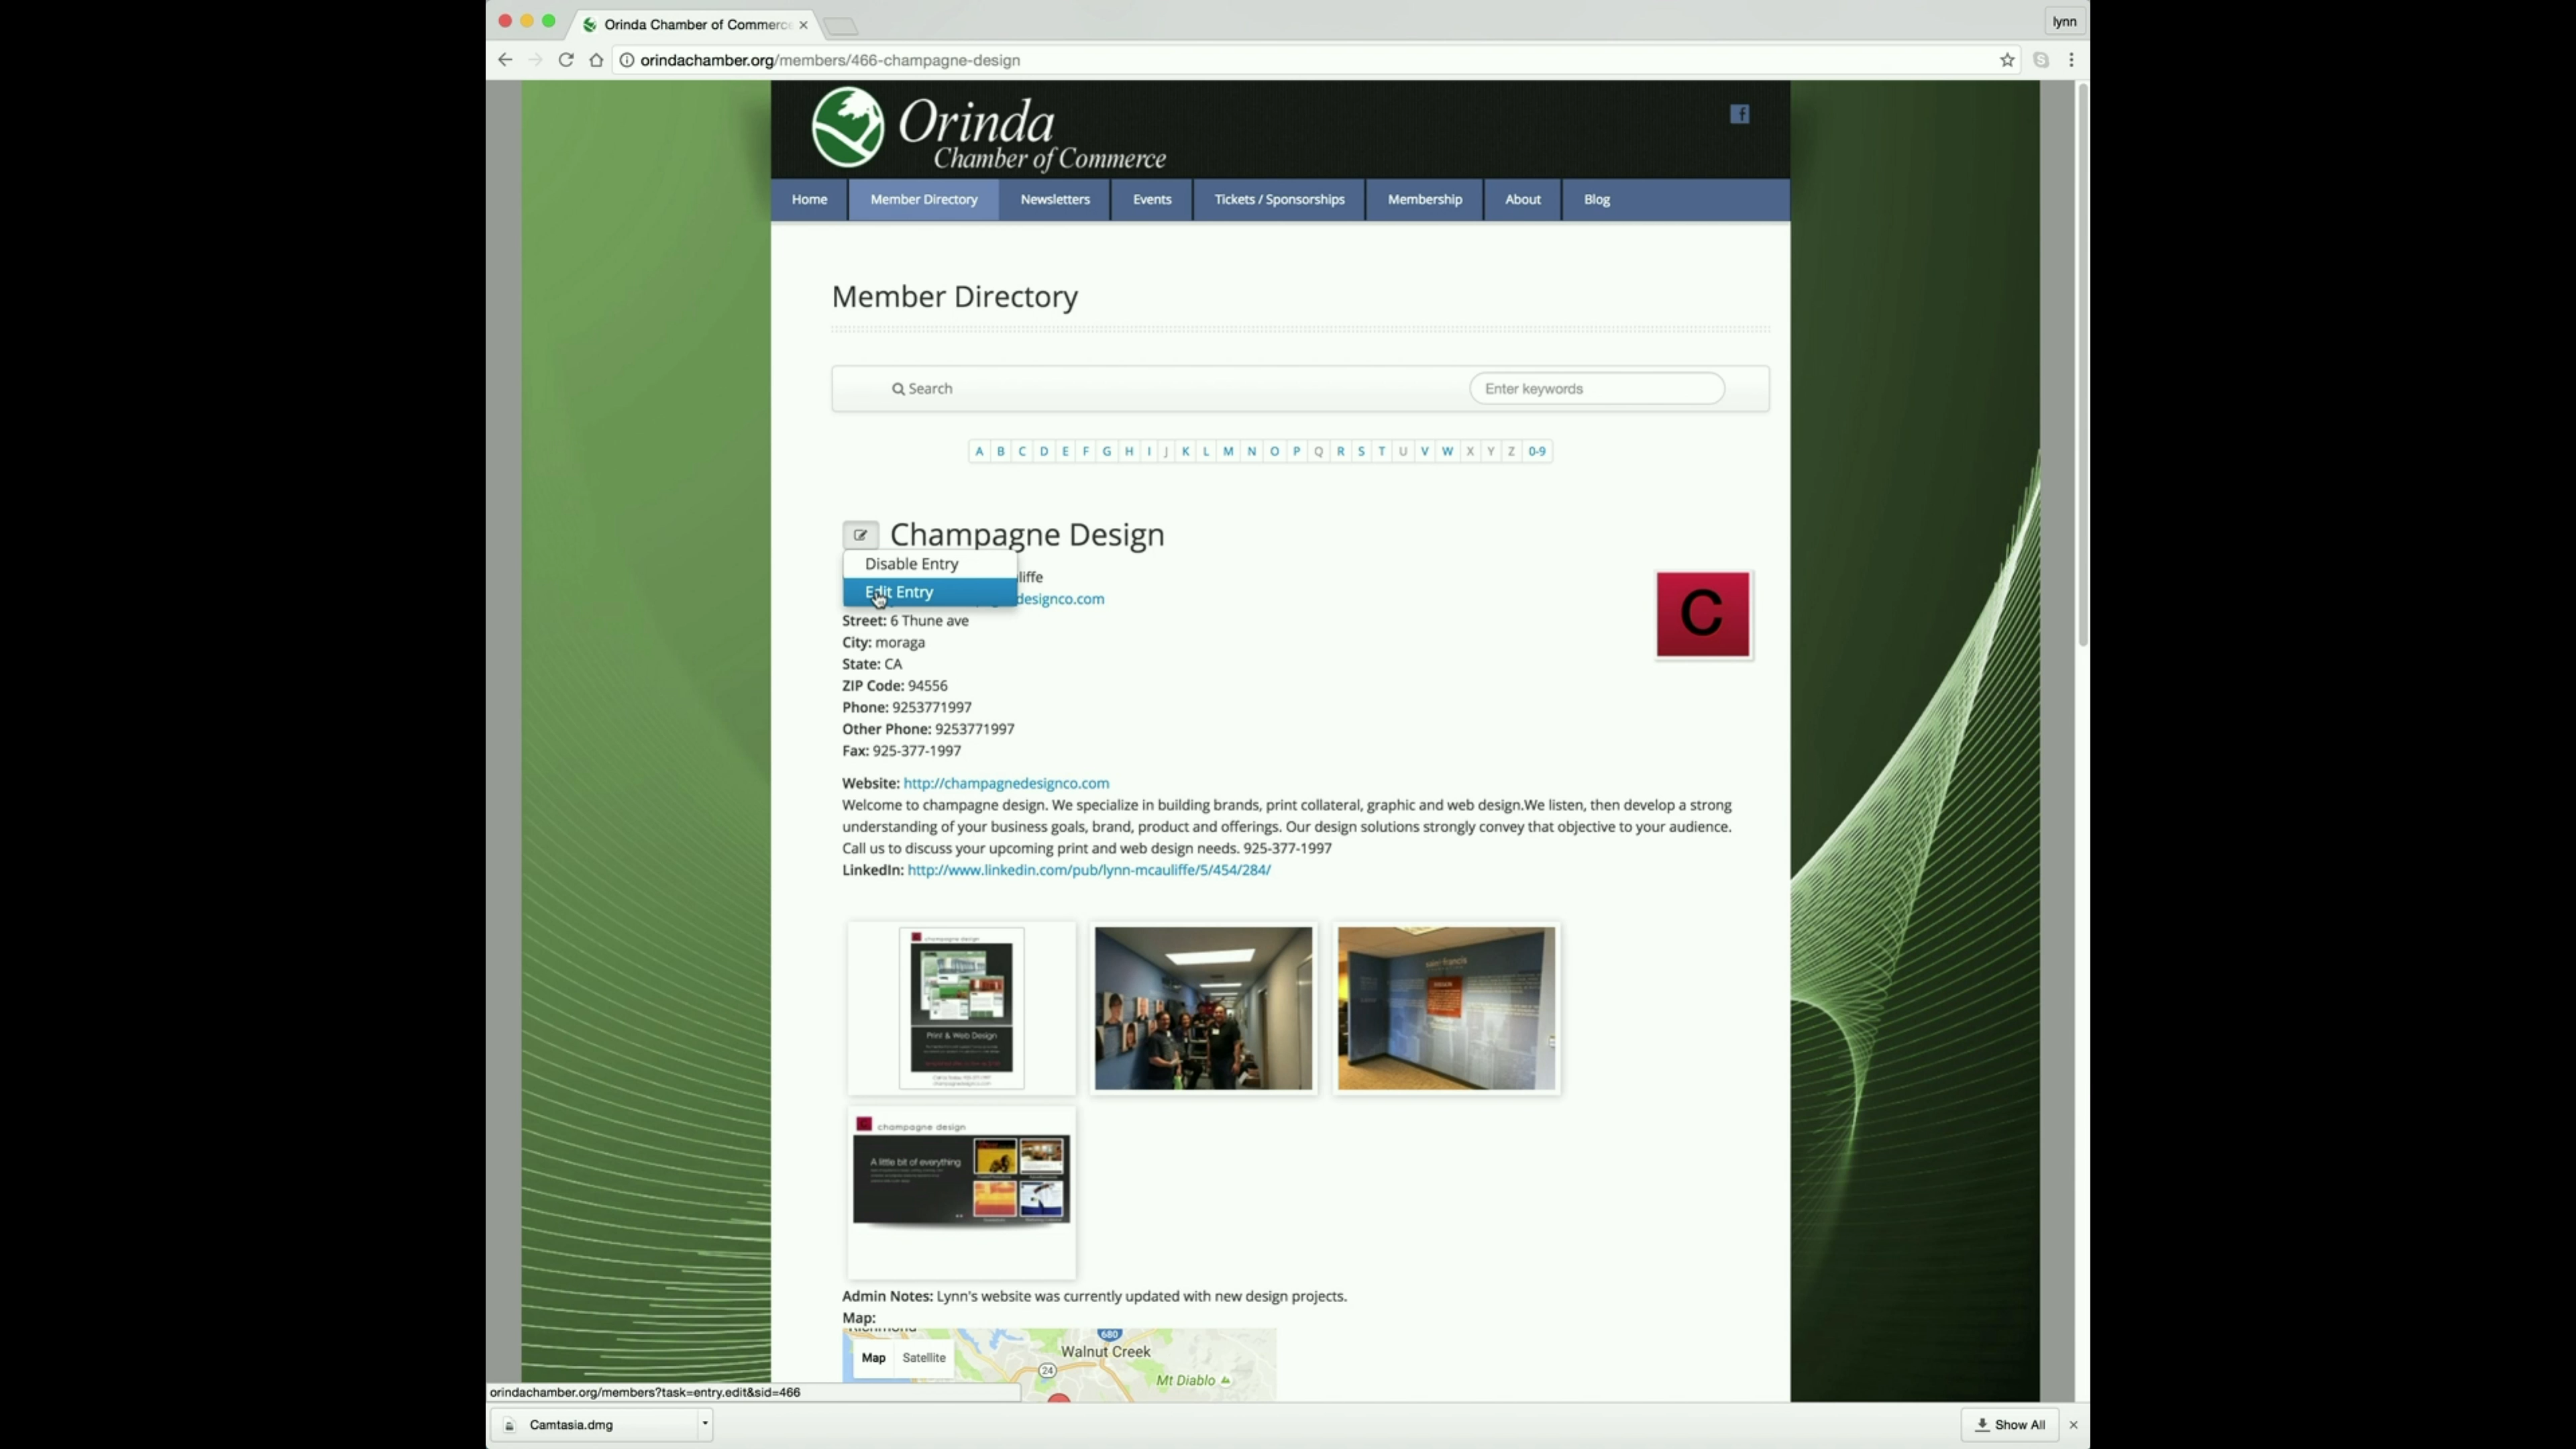 Orinda Chamber of Commerce
lynn
orindachamber.org/members/466-champagne-design
Orinda
Chamber of Commerce
f
Home Member Directory Newsletters Events Tickets / Sponsorships Membership About Blog
Member Directory
Search Enter keywords
A B C D E F G H I J K L M N O P Q R S T U V W X Y Z 0-9
Champagne Design
Disable Entry
liffe
Edit Entry designco.com
C
Street: 6 Thune ave
City: moraga
State: CA
ZIP Code: 94556
Phone: 9253771997
Other Phone: 9253771997
Fax: 925-377-1997
Website: http://champagnedesignco.com
Welcome to champagne design. We specialize in building brands, print collateral, graphic and web design.We listen, then develop a strong
understanding of your business goals, brand, product and offerings. Our design solutions strongly convey that objective to your audience.
Call us to discuss your upcoming print and web design needs. 925-377-1997
LinkedIn: http://www.linkedin.com/pub/lynn-mcauliffe/5/454/284/
champagne design
Print & Web Design
saint francis
champagne design
A little bit of everything
Admin Notes: Lynn's website was currently updated with new design projects.
Map:
Richmond
680
Map Satellite
Walnut Creek
24
Mt Diablo
orindachamber.org/members?task=entry.edit&sid=466
Camtasia.dmg
Show All